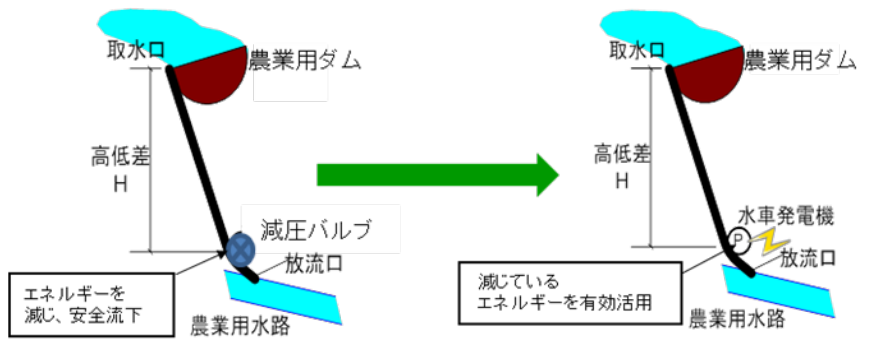 取水口
農業用ダム
高低差
H
減圧バルブ
放流口
エネルギーを
減じ、安全流下
農業用水路
取水口
農業用ダム
高低差
H
水車発電機
P
放流口
減じている
エネルギーを有効活用
農業用水路